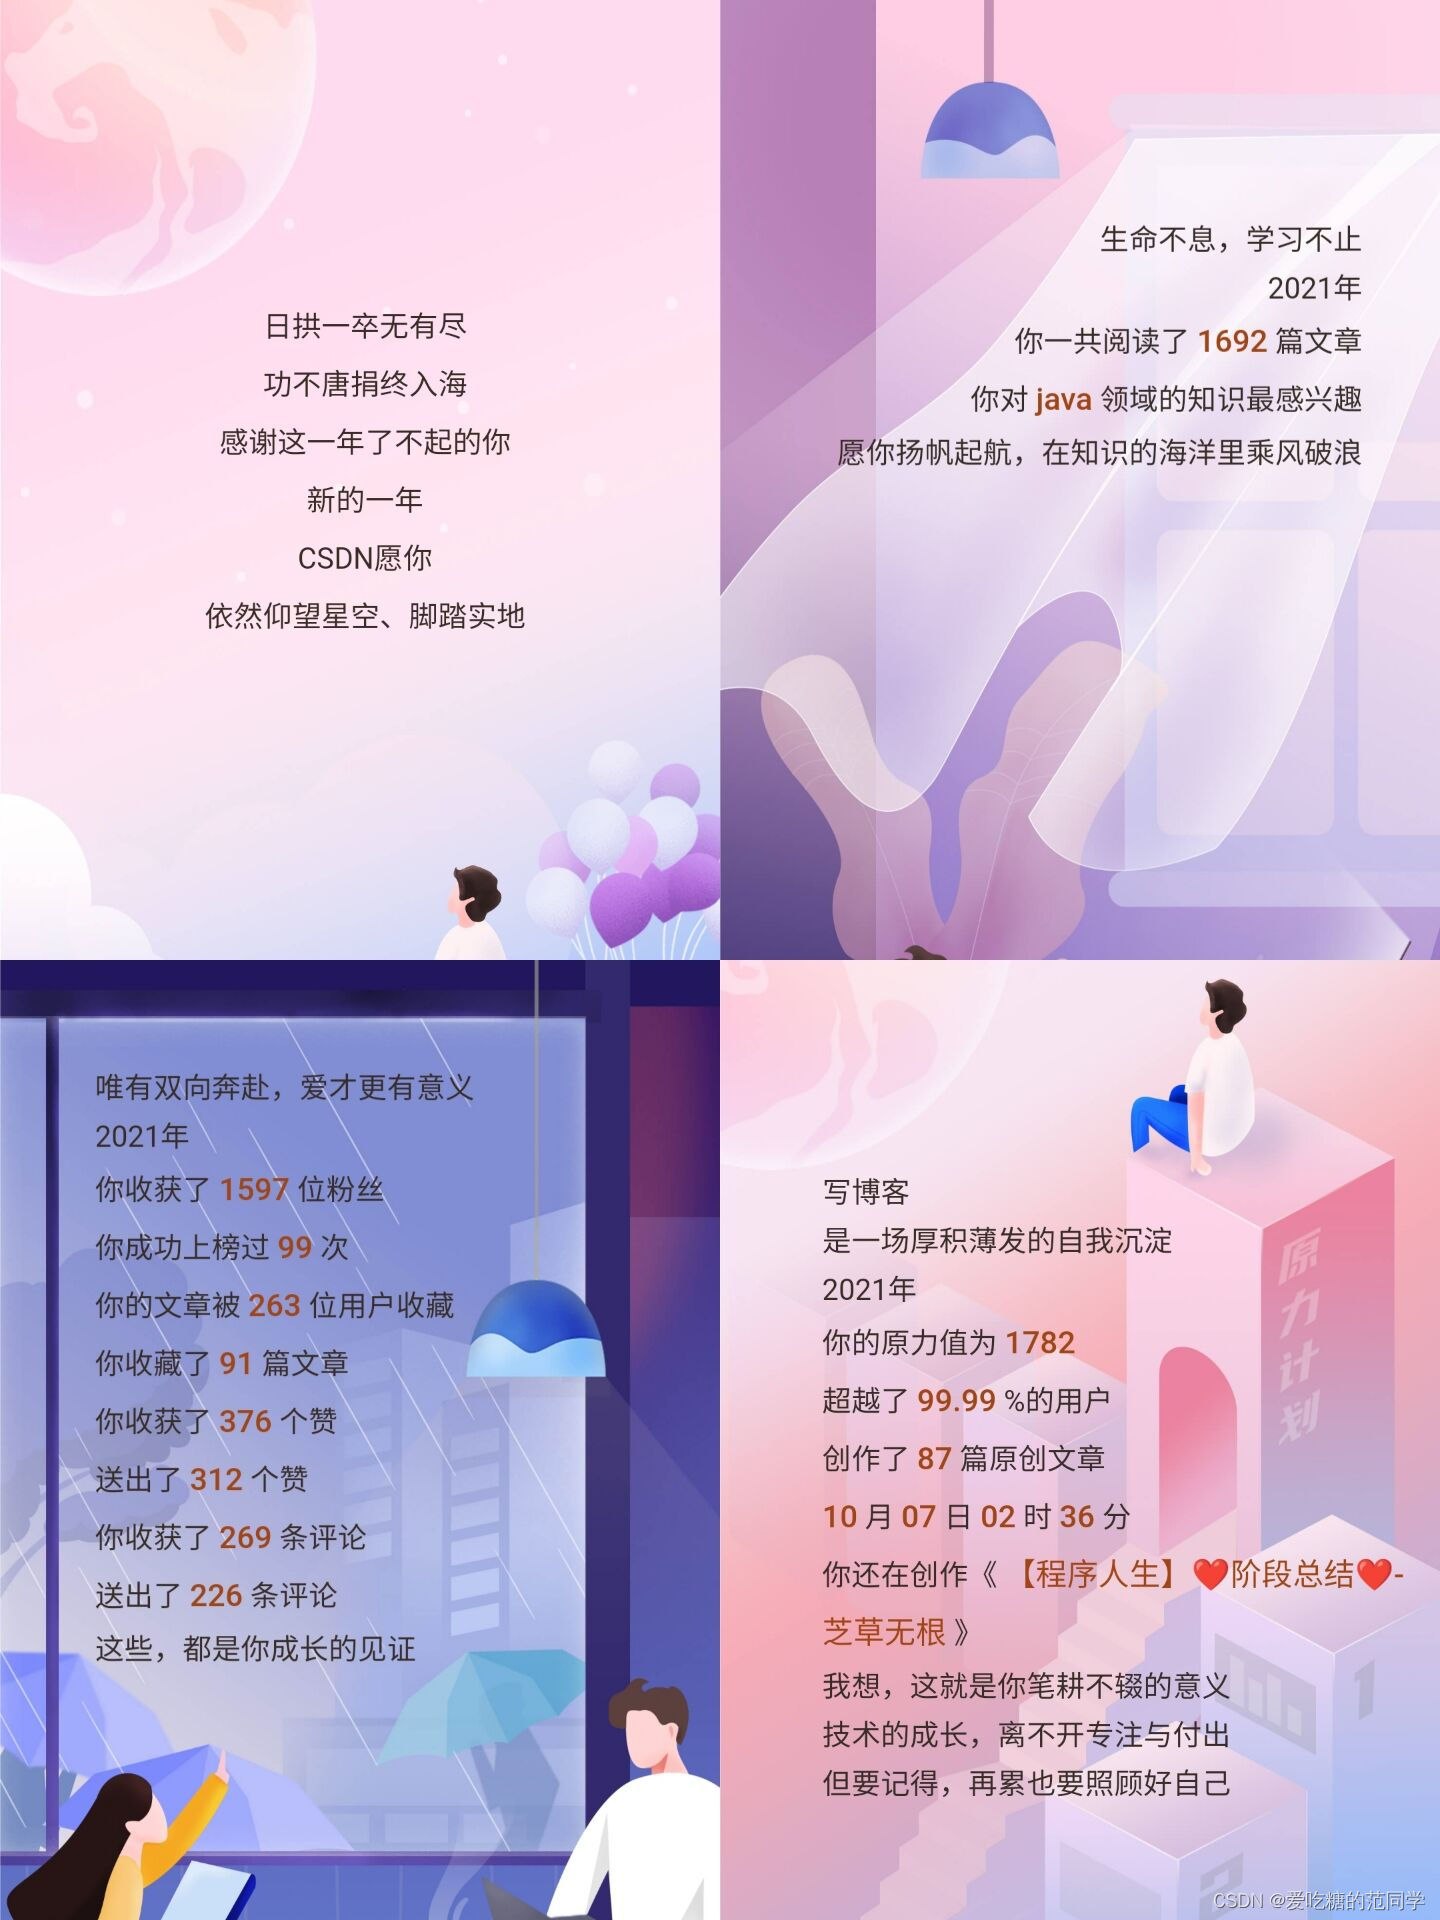 日拱一卒无有尽
功不唐捐终入海
感谢这一年了不起的你
新的一年
CSDN愿你
依然仰望星空、脚踏实地
生命不息，学习不止
2021年
你一共阅读了 1692 篇文章
你对 java 领域的知识最感兴趣
愿你扬帆起航，在知识的海洋里乘风破浪
唯有双向奔赴，爱才更有意义
2021年
你收获了 1597 位粉丝
你成功上榜过 99 次
你的文章被 263 位用户收藏
你收藏了 91 篇文章
你收获了 376 个赞
送出了 312 个赞
你收获了 269 条评论
送出了 226 条评论
这些，都是你成长的见证
写博客
是一场厚积薄发的自我沉淀
2021年
你的原力值为 1782
超越了 99.99 %的用户
创作了 87 篇原创文章
10 月 07 日 02 时 36 分
你还在创作《 【程序人生】❤️阶段总结❤️-
芝草无根 》
我想，这就是你笔耕不辍的意义
技术的成长，离不开专注与付出
但要记得，再累也要照顾好自己
原力计划
1
2
CSDN @爱吃糖的范同学